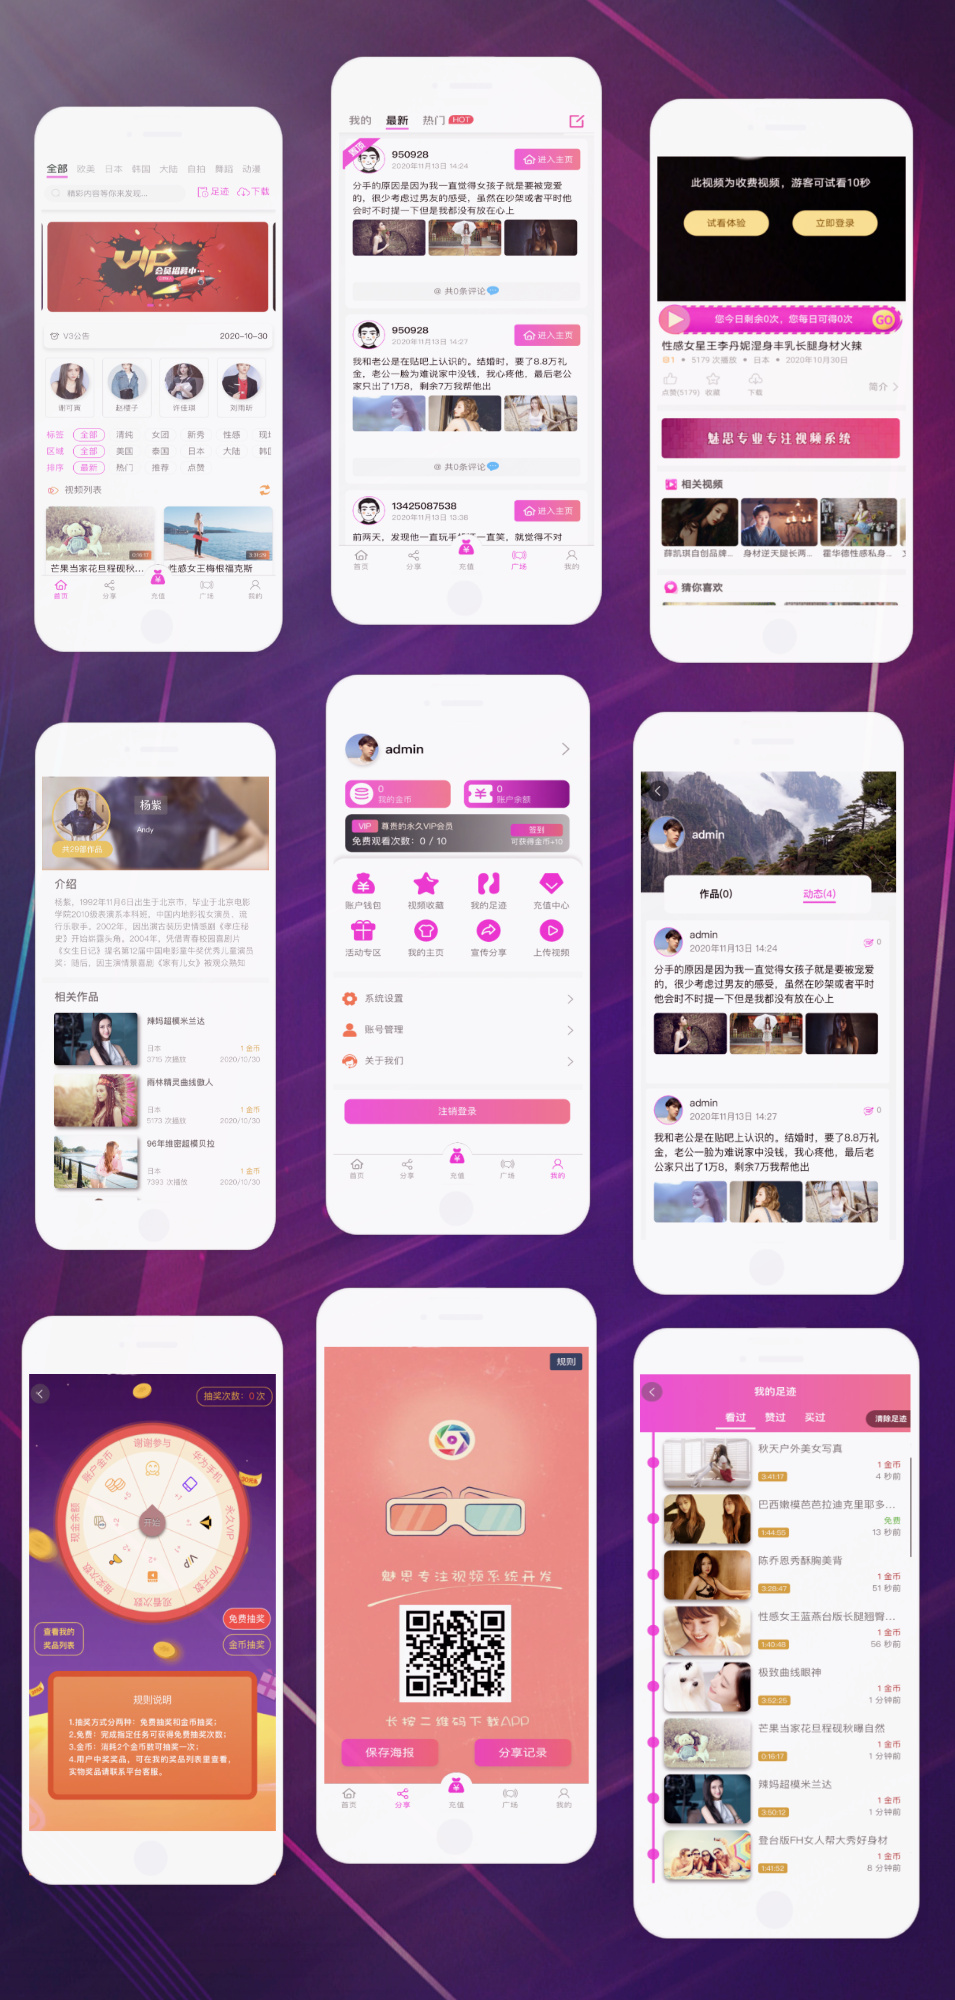 全部 欧美 日本 韩国 大陆 自拍 舞蹈 动漫
精彩内容等你来发现...
足迹 下载
VIP
会员招募中...
V3公告 2020-10-30
谢可寅 赵樱子 许佳琪 刘雨昕
标签 全部 清纯 女团 新秀 性感
区域 全部 美国 泰国 日本 大陆
排序 最新 热门 推荐 点赞
视频列表
0:16:17 3:31:29
芒果当家花旦程砚秋... 性感女王梅根福克斯
首页 分享 充值 广场 我的
我的 最新 热门 HOT
置顶
950928
2020年11月13日 14:24
进入主页
分手的原因是因为我一直觉得女孩子就是要被宠爱
的，很少考虑过男友的感受，虽然在吵架或者平时他
会时不时提一下但是我都没有放在心上
@ 共0条评论
950928
2020年11月13日 14:27
进入主页
我和老公是在贴吧上认识的。结婚时，要了8.8万礼
金，老公一脸为难说家中没钱，我心疼他，最后老公
家只出了1万8，剩余7万我帮他出
@ 共0条评论
13425087538
2020年11月13日 13:36
进入主页
首页 分享 充值 广场 我的
此视频为收费视频，游客可试看10秒
试看体验 立即登录
您今日剩余0次，您每日可得0次 GO
性感女星王李丹妮湿身丰乳长腿身材火辣
1 5179 次播放 日本 2020年10月30日
点赞(5179) 收藏 下载 简介
魅思专业专注视频系统
相关视频
薛凯琪自创品牌... 身材逆天腿长两... 霍华德性感私身...
猜你喜欢
杨紫
Andy
共29部作品
介绍
杨紫，1992年11月6日出生于北京市，毕业于北京电影
学院2010级表演系本科班，中国内地影视女演员、流
行乐歌手，2002年，因出演古装历史情感剧《孝庄秘
史》开始崭露头角。2004年，凭借青春校园喜剧片
《女生日记》提名第12届中国电影童牛奖优秀儿童演员
奖；随后，因主演情景喜剧《家有儿女》被观众熟知
相关作品
辣妈超模米兰达
日本 1 金币
3715 次播放 2020/10/30
雨林精灵曲线傲人
日本 1 金币
5173 次播放 2020/10/30
96年维密超模贝拉
日本 1 金币
7393 次播放 2020/10/30
admin
0
我的金币
0
账户余额
VIP 尊贵的永久VIP会员 签到
免费观看次数：0 / 10 可获得金币+10
账户钱包 视频收藏 我的足迹 充值中心
活动专区 我的主页 宣传分享 上传视频
系统设置
账号管理
关于我们
注销登录
首页 分享 充值 广场 我的
admin
作品(0) 动态(4)
admin
2020年11月13日 14:24 0
分手的原因是因为我一直觉得女孩子就是要被宠爱
的，很少考虑过男友的感受，虽然在吵架或者平时
他会时不时提一下但是我都没有放在心上
admin
2020年11月13日 14:27 0
我和老公是在贴吧上认识的。结婚时，要了8.8万礼
金，老公一脸为难说家中没钱，我心疼他，最后老
公家只出了1万8，剩余7万我帮他出
抽奖次数：0 次
谢谢参与
华为手机
永久VIP
VIP天数
观看次数
抽奖次数
现金余额
账户金币
开始
查看我的
奖品列表
免费抽奖
金币抽奖
规则说明
1.抽奖方式分两种：免费抽奖和金币抽奖；
2.免费：完成指定任务可获得免费抽奖次数；
3.金币：消耗2个金币数可抽奖一次；
4.用户中奖奖品，可在我的奖品列表里查看，
实物奖品请联系平台客服。
规则
魅思专注视频系统开发
长按二维码下载APP
保存海报 分享记录
首页 分享 充值 广场 我的
我的足迹
看过 赞过 买过 清除足迹
秋天户外美女写真
1 金币
3:41:17 4 秒前
巴西嫩模芭芭拉迪克里耶多...
免费
1:44:55 13 秒前
陈乔恩秀酥胸美背
1 金币
3:28:47 51 秒前
性感女王蓝燕台版长腿翘臀...
1 金币
1:40:48 56 秒前
极致曲线眼神
1 金币
3:52:25 1 分钟前
芒果当家花旦程砚秋曝自然
1 金币
0:16:17 1 分钟前
辣妈超模米兰达
1 金币
3:50:12 1 分钟前
登台版FH女人帮大秀好身材
1 金币
1:41:52 8 分钟前